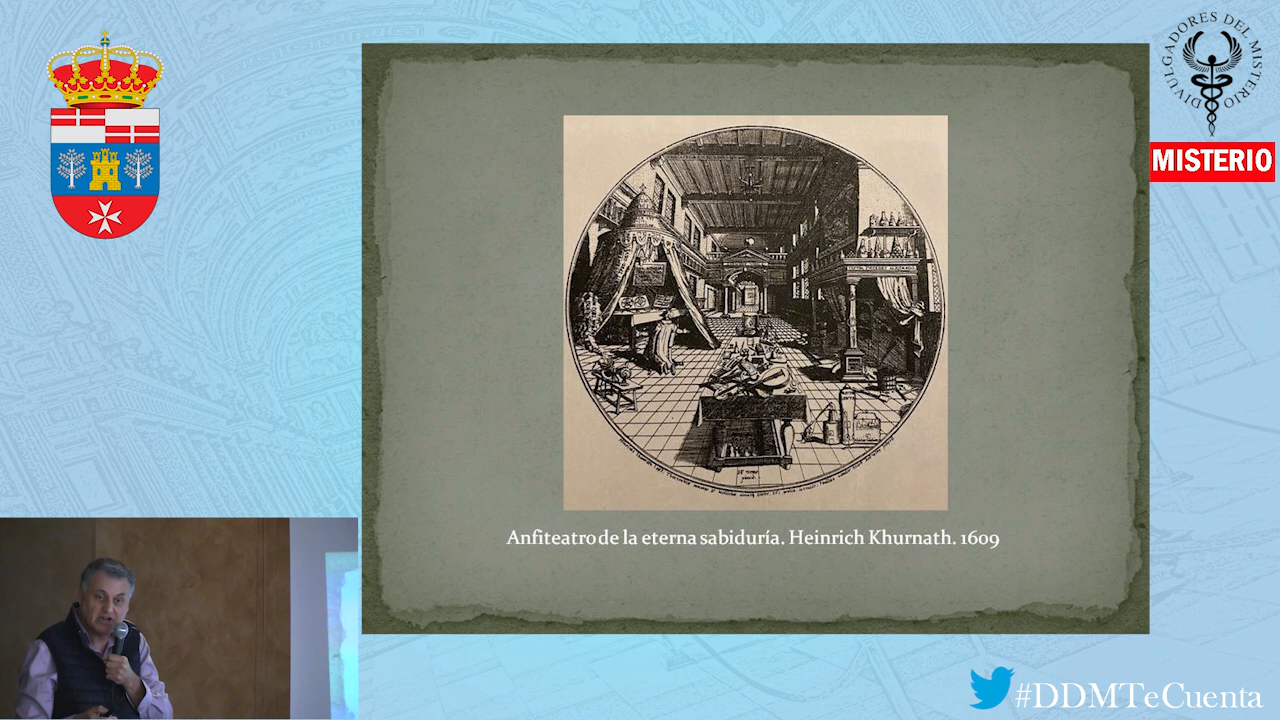 DIVULGADORES DEL MISTERIO
MISTERIO
Anfiteatro de la eterna sabiduría. Heinrich Khurnath. 1609
#DDMTeCuenta